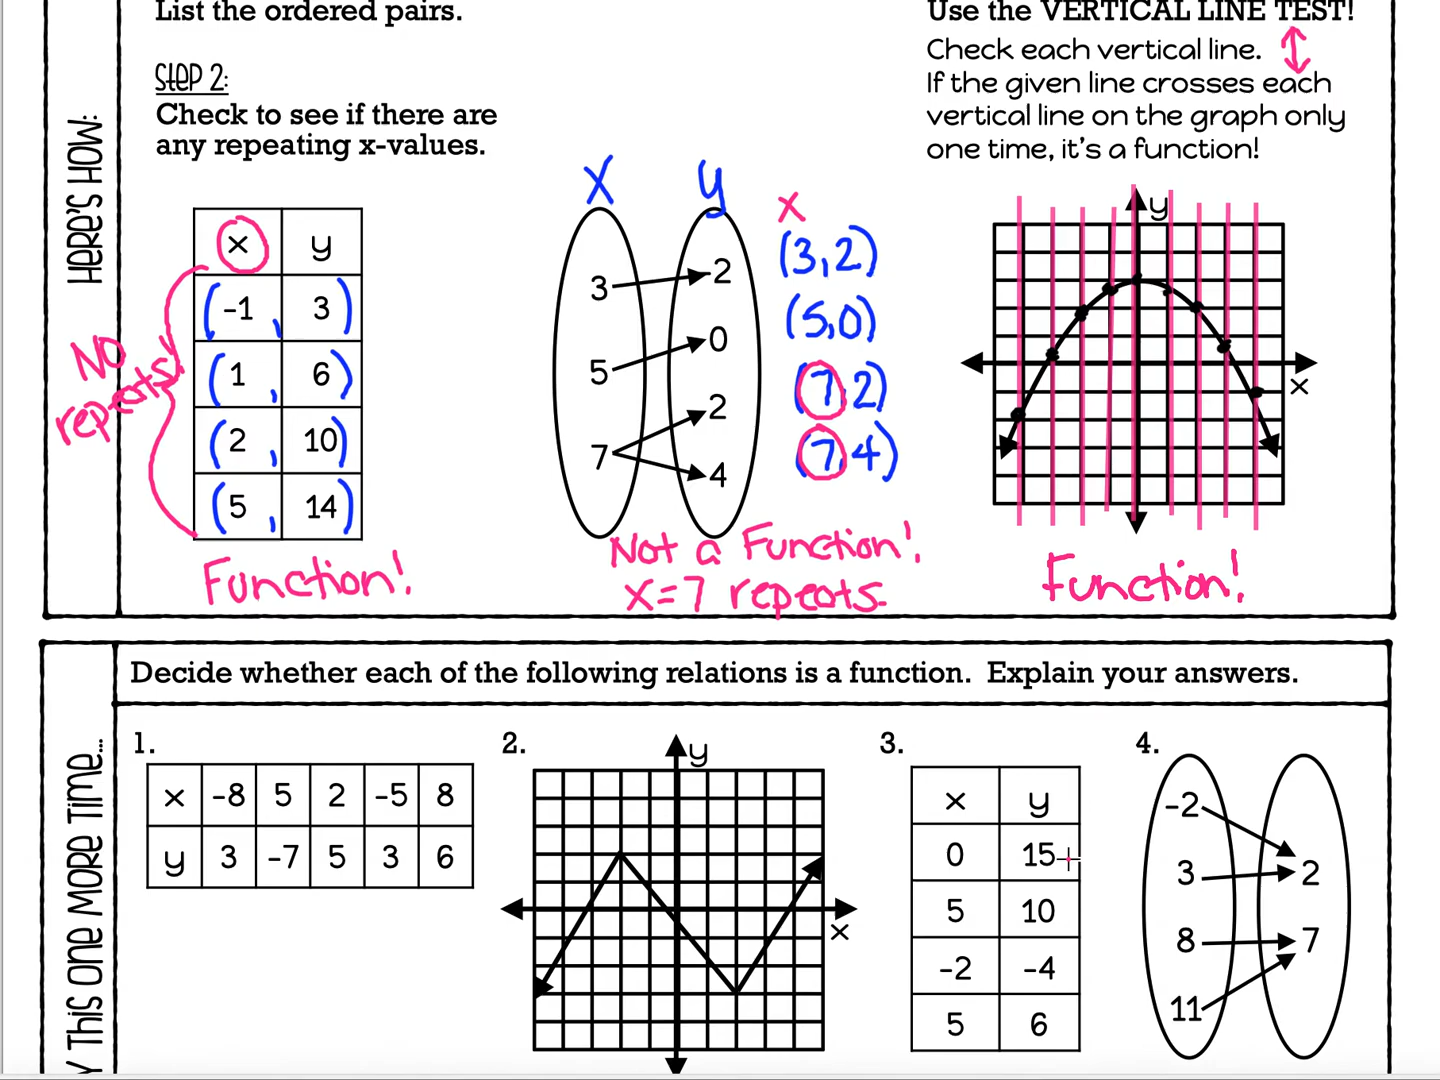 List the ordered pairs.
Use the VERTICAL LINE TEST!
Check each vertical line.
If the given line crosses each
vertical line on the graph only
one time, it's a function!
HERE'S HOW:
STEP 2:
Check to see if there are
any repeating x-values.
x y
(-1, 3)
(1, 6)
(2, 10)
(5, 14)
NO
repeats!
Function!
X y
3 2
5 0
7 2
4
x
(3,2)
(5,0)
(7,2)
(7,4)
Not a Function!
X=7 repeats.
y
x
Function!
Y THIS ONE MORE TIME...
Decide whether each of the following relations is a function. Explain your answers.
1.
x -8 5 2 -5 8
y 3 -7 5 3 6
2.
y
x
3.
x y
0 15
5 10
-2 -4
5 6
4.
-2
3 2
8 7
11